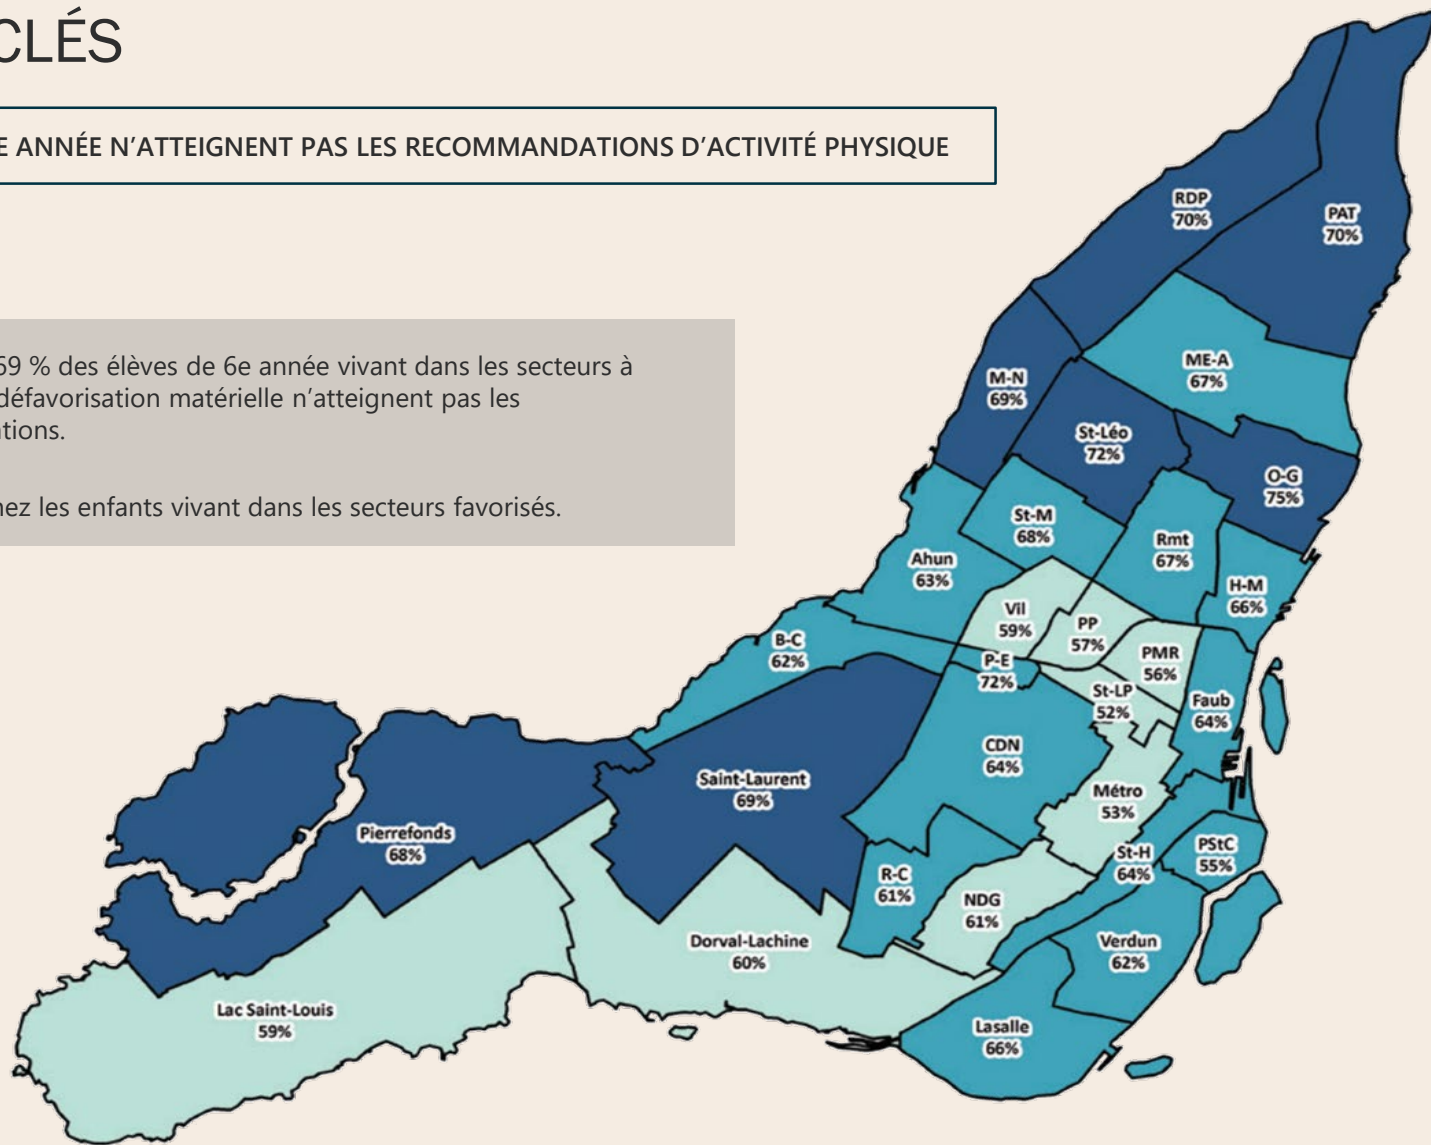 CLÉS
E ANNÉE N’ATTEIGNENT PAS LES RECOMMANDATIONS D’ACTIVITÉ PHYSIQUE
69 % des élèves de 6e année vivant dans les secteurs à
défavorisation matérielle n’atteignent pas les
tions.
ez les enfants vivant dans les secteurs favorisés.
RDP
70%
PAT
70%
ME-A
67%
M-N
69%
St-Léo
72%
O-G
75%
St-M
68%
Rmt
67%
Ahun
63%
H-M
66%
Vil
59%
PP
57%
B-C
62%
P-E
72%
PMR
56%
St-LP
52%
Faub
64%
CDN
64%
Saint-Laurent
69%
Métro
53%
Pierrefonds
68%
St-H
64%
PStC
55%
R-C
61%
NDG
61%
Dorval-Lachine
60%
Verdun
62%
Lac Saint-Louis
59%
Lasalle
66%